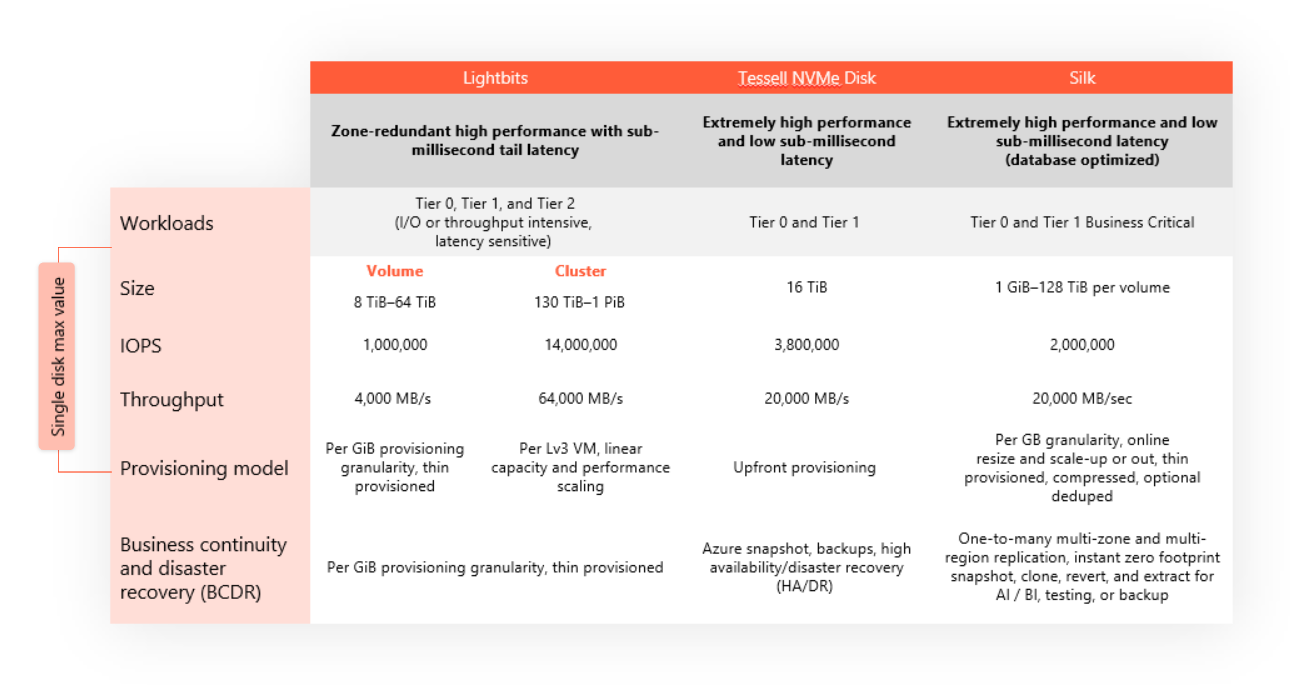 Lightbits
Tessell NVMe Disk
Silk
Zone-redundant high performance with sub-
millisecond tail latency
Extremely high performance
and low sub-millisecond
latency
Extremely high performance and low
sub-millisecond latency
(database optimized)
Workloads
Tier 0, Tier 1, and Tier 2
(I/O or throughput intensive,
latency sensitive)
Tier 0 and Tier 1
Tier 0 and Tier 1 Business Critical
Single disk max value
Size
Volume
8 TiB–64 TiB
Cluster
130 TiB–1 PiB
16 TiB
1 GiB–128 TiB per volume
IOPS
1,000,000
14,000,000
3,800,000
2,000,000
Throughput
4,000 MB/s
64,000 MB/s
20,000 MB/s
20,000 MB/sec
Provisioning model
Per GiB provisioning
granularity, thin
provisioned
Per Lv3 VM, linear
capacity and performance
scaling
Upfront provisioning
Per GB granularity, online
resize and scale-up or out, thin
provisioned, compressed, optional
deduped
Business continuity
and disaster
recovery (BCDR)
Per GiB provisioning granularity, thin provisioned
Azure snapshot, backups, high
availability/disaster recovery
(HA/DR)
One-to-many multi-zone and multi-
region replication, instant zero footprint
snapshot, clone, revert, and extract for
AI / BI, testing, or backup